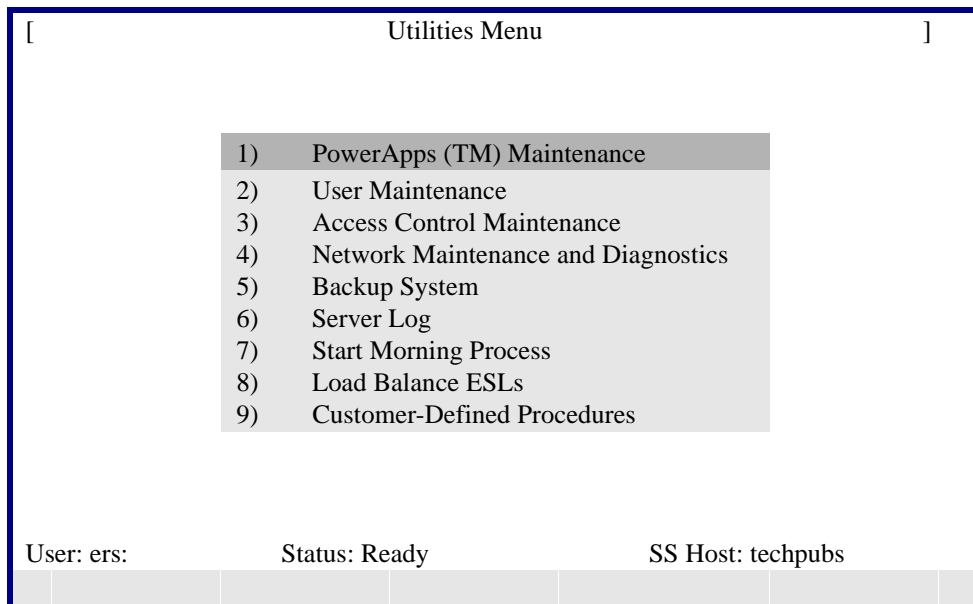 [ Utilities Menu ]
1) PowerApps (TM) Maintenance
2) User Maintenance
3) Access Control Maintenance
4) Network Maintenance and Diagnostics
5) Backup System
6) Server Log
7) Start Morning Process
8) Load Balance ESLs
9) Customer-Defined Procedures
User: ers: Status: Ready SS Host: techpubs